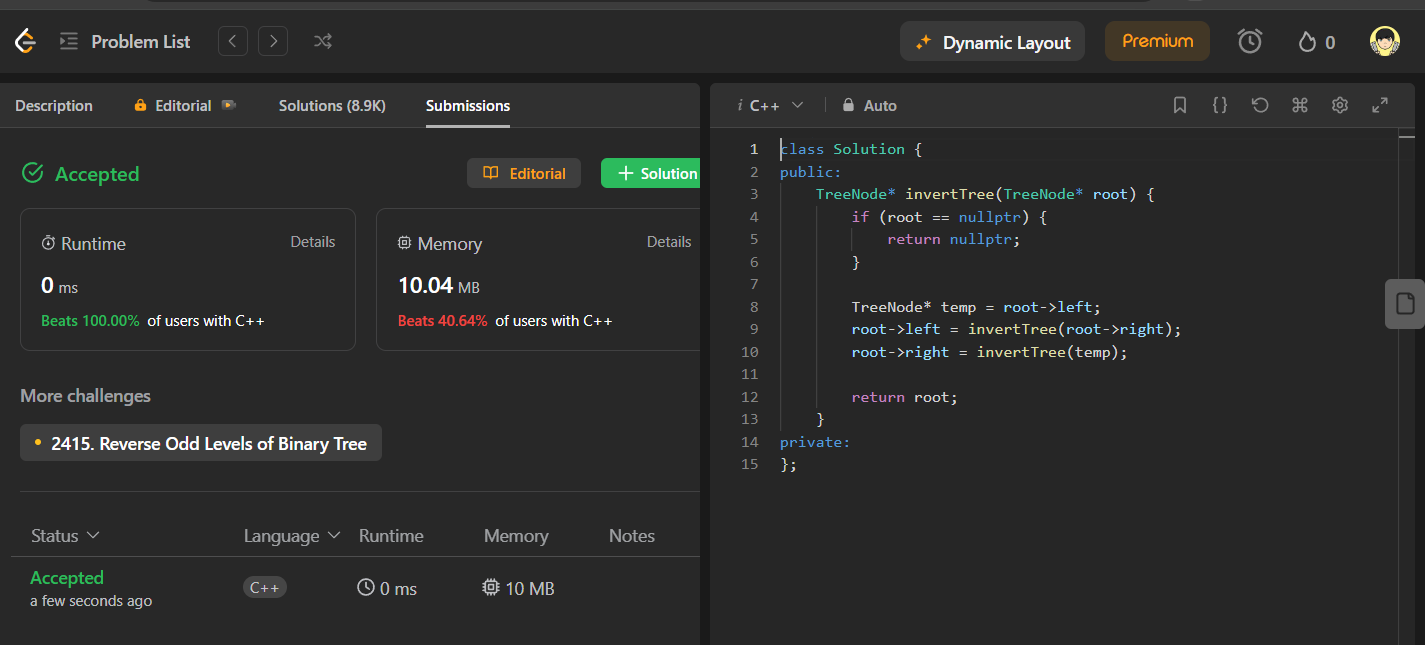 Problem List
Dynamic Layout
Premium
0
Description
Editorial
Solutions (8.9K)
Submissions
Accepted
Editorial
Solution
Runtime
Details
0 ms
Beats 100.00% of users with C++
Memory
Details
10.04 MB
Beats 40.64% of users with C++
More challenges
2415. Reverse Odd Levels of Binary Tree
Status Language Runtime Memory Notes
Accepted
a few seconds ago
C++ 0 ms 10 MB
i C++ Auto
1 class Solution {
2 public:
3     TreeNode* invertTree(TreeNode* root) {
4         if (root == nullptr) {
5             return nullptr;
6         }
7
8         TreeNode* temp = root->left;
9         root->left = invertTree(root->right);
10         root->right = invertTree(temp);
11
12         return root;
13     }
14 private:
15 };